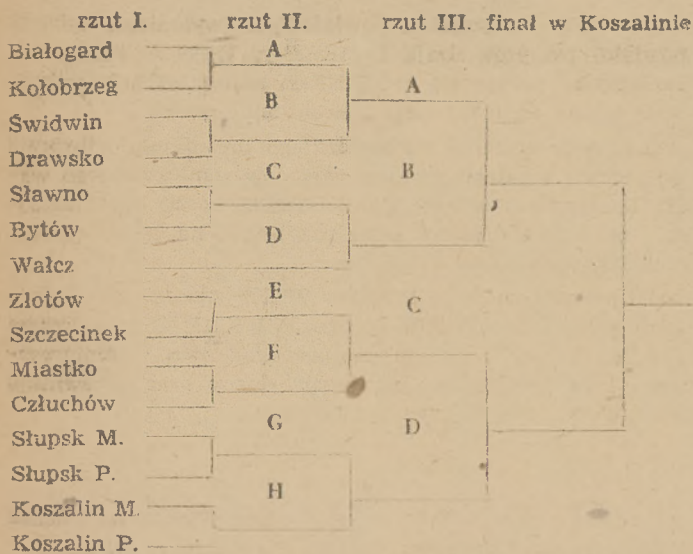 rzut I. rzut II. rzut III. finał w Koszalinie
Białogard A
Kołobrzeg B A
Świdwin
Drawsko C B
Sławno
Bytów D
Wałcz
Złotów E C
Szczecinek
Miastko F
Człuchów G D
Słupsk M.
Słupsk P. H
Koszalin M.
Koszalin P.